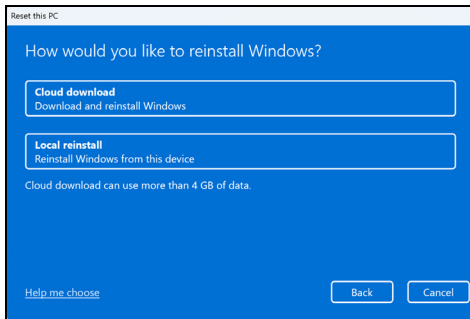 Reset this PC
How would you like to reinstall Windows?
Cloud download
Download and reinstall Windows
Local reinstall
Reinstall Windows from this device
Cloud download can use more than 4 GB of data.
Help me choose
Back
Cancel